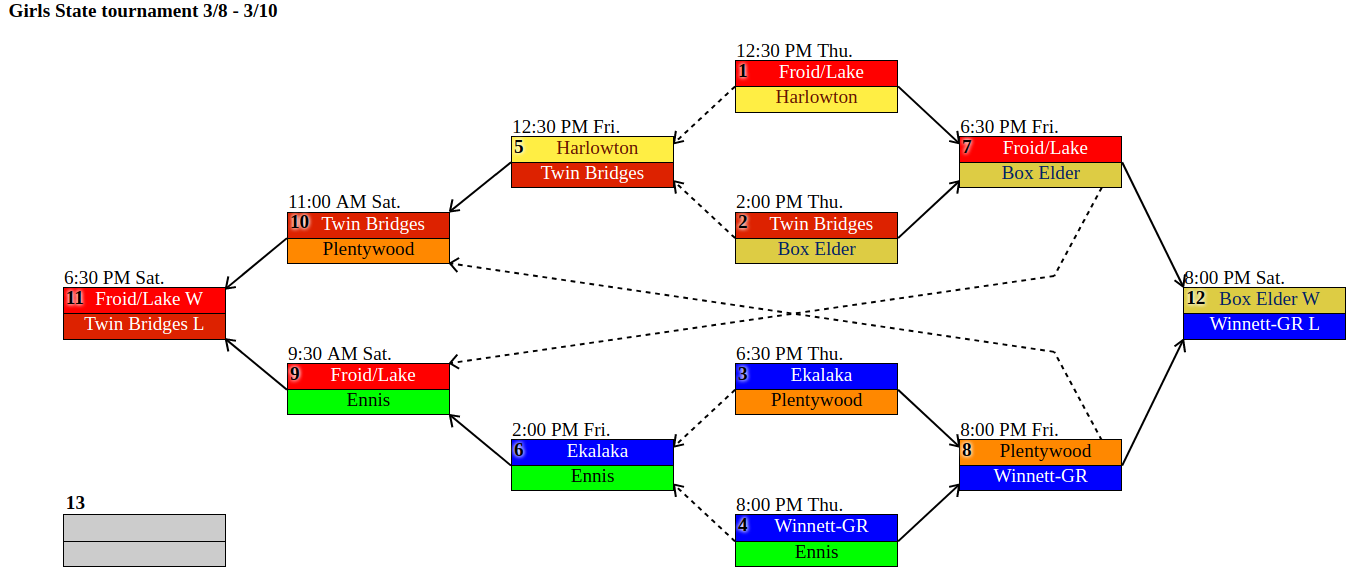 Girls State tournament 3/8 - 3/10
12:30 PM Thu.
1 Froid/Lake
Harlowton
12:30 PM Fri.
5 Harlowton
Twin Bridges
6:30 PM Fri.
7 Froid/Lake
Box Elder
11:00 AM Sat.
10 Twin Bridges
Plentywood
2:00 PM Thu.
2 Twin Bridges
Box Elder
6:30 PM Sat.
11 Froid/Lake W
Twin Bridges L
8:00 PM Sat.
12 Box Elder W
Winnett-GR L
9:30 AM Sat.
9 Froid/Lake
Ennis
6:30 PM Thu.
3 Ekalaka
Plentywood
2:00 PM Fri.
6 Ekalaka
Ennis
8:00 PM Fri.
8 Plentywood
Winnett-GR
8:00 PM Thu.
4 Winnett-GR
Ennis
13